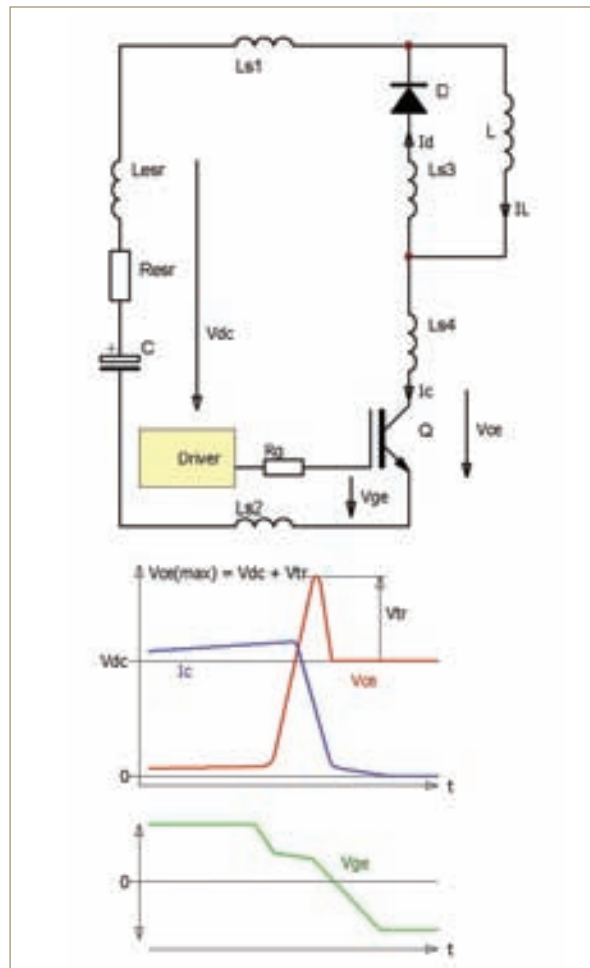 Ls1
D
Id
L
Lesr
Ls3
IL
Resr
Vdc
+
C
Ls4
Ic
Q
Vce
Driver
Rg
Vge
Ls2
Vce(max) = Vdc + Vtr
Vtr
Vdc
Ic
Vce
0
t
Vge
0
t